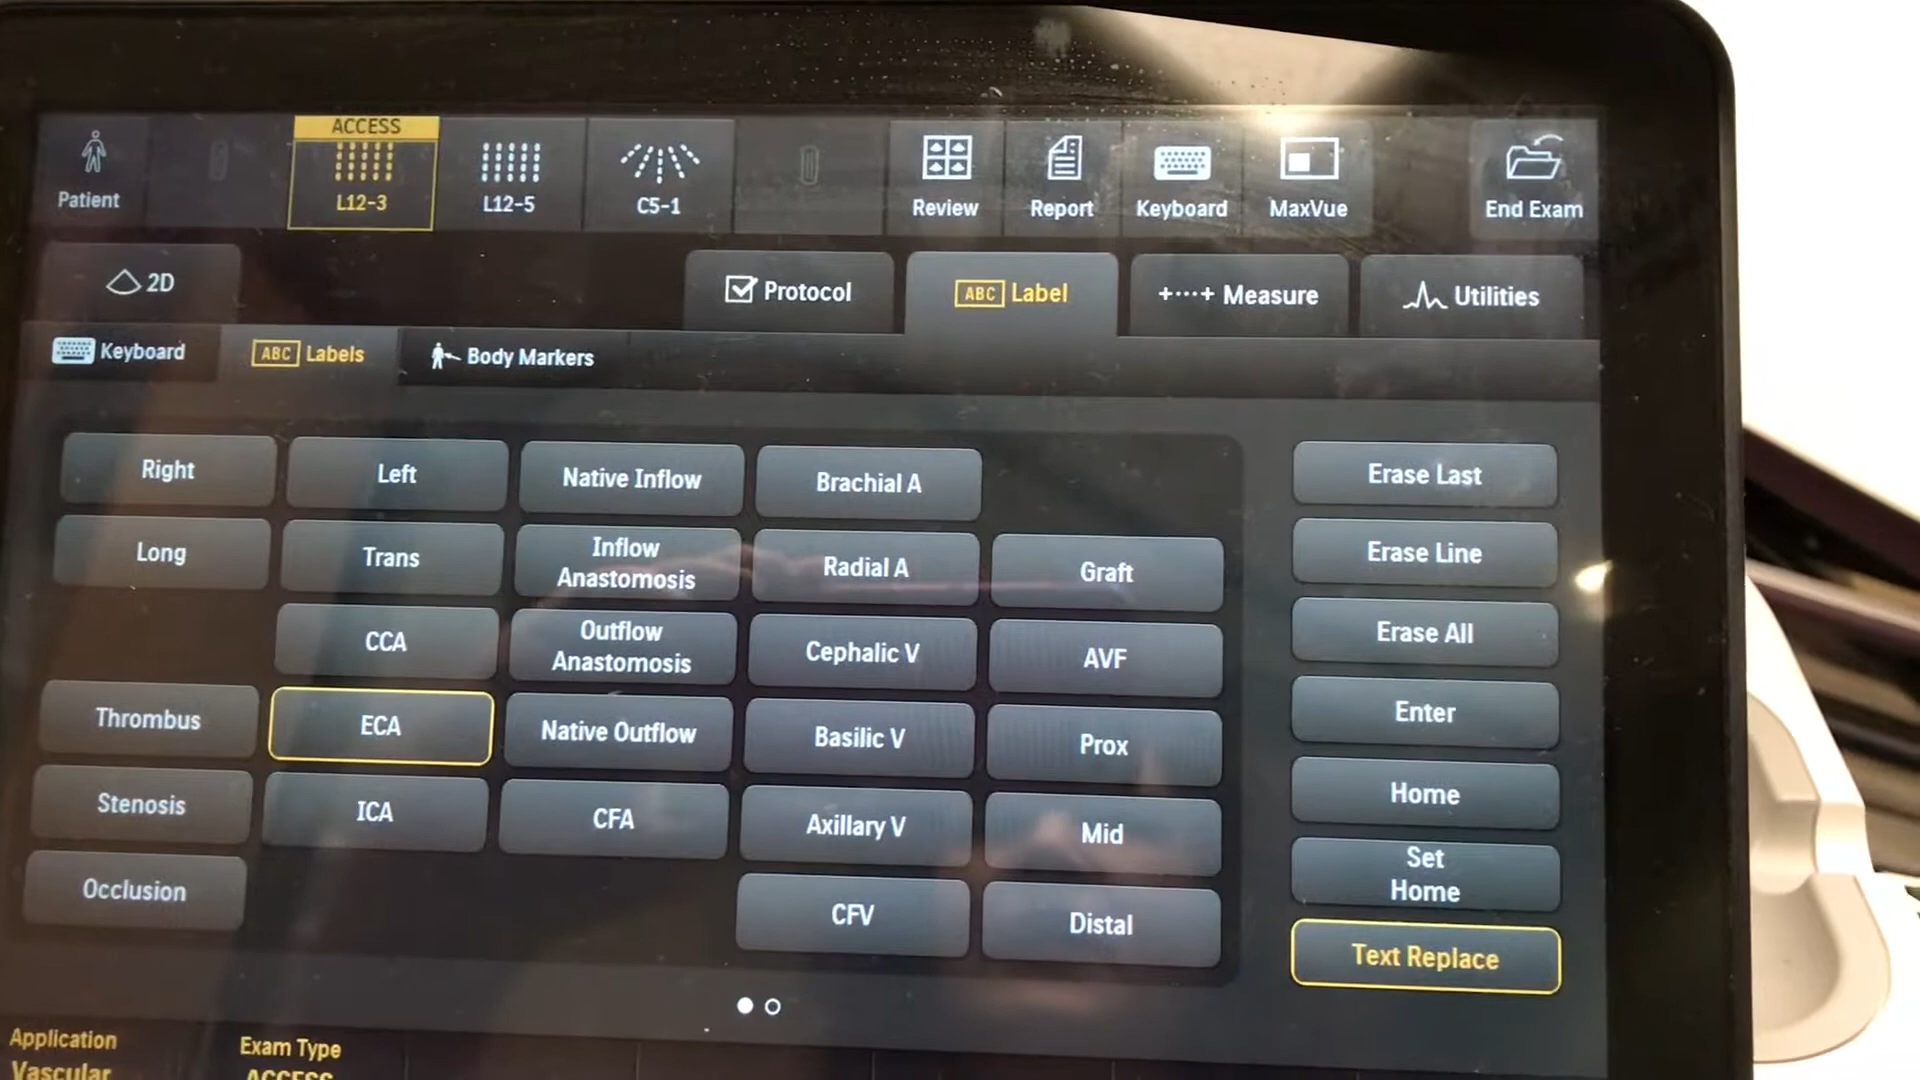 ACCESS
Patient
L12-3
L12-5
C5-1
Review
Report
Keyboard
MaxVue
End Exam
2D
Protocol
ABC Label
Measure
Utilities
Keyboard
ABC Labels
Body Markers
Right
Left
Native Inflow
Brachial A
Erase Last
Long
Trans
Inflow
Anastomosis
Radial A
Graft
Erase Line
CCA
Outflow
Anastomosis
Cephalic V
AVF
Erase All
Thrombus
ECA
Native Outflow
Basilic V
Prox
Enter
Stenosis
ICA
CFA
Axillary V
Mid
Home
Occlusion
CFV
Distal
Set
Home
Text Replace
Application
Exam Type
Vascular
ACCESS